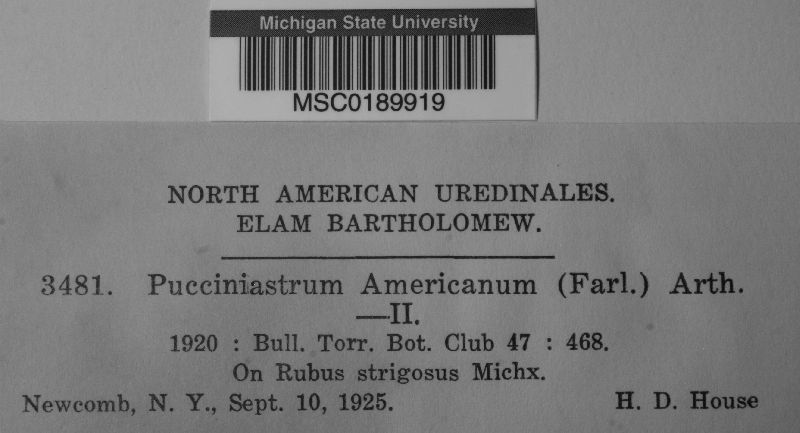 Michigan State University
MSC0189919
NORTH AMERICAN UREDINALES.
ELAM BARTHOLOMEW.
3481. Pucciniastrum Americanum (Farl.) Arth.
—II.
1920 : Bull. Torr. Bot. Club 47 : 468.
On Rubus strigosus Michx.
Newcomb, N. Y., Sept. 10, 1925. H. D. House